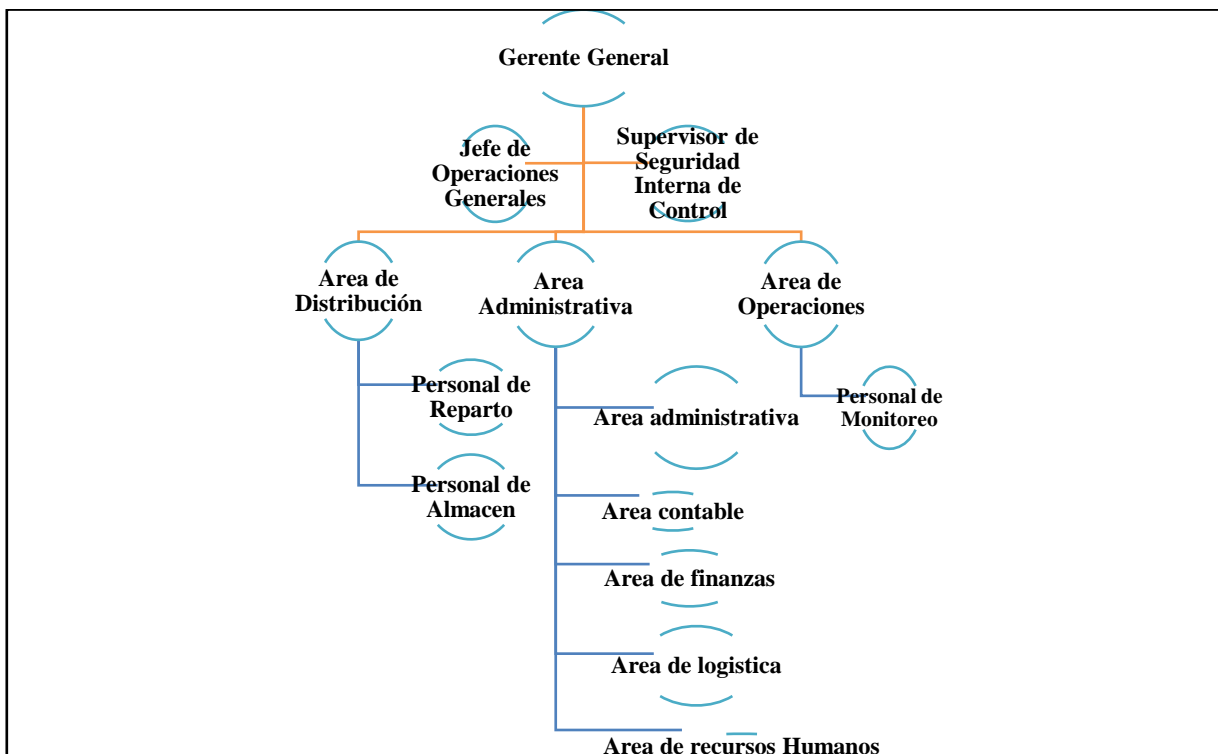 Gerente General
Jefe de
Operaciones
Generales
Supervisor de
Seguridad
Interna de
Control
Area de
Distribución
Area
Administrativa
Area de
Operaciones
Personal de
Reparto
Personal de
Almacen
Area administrativa
Area contable
Area de finanzas
Area de logistica
Area de recursos Humanos
Personal de
Monitoreo